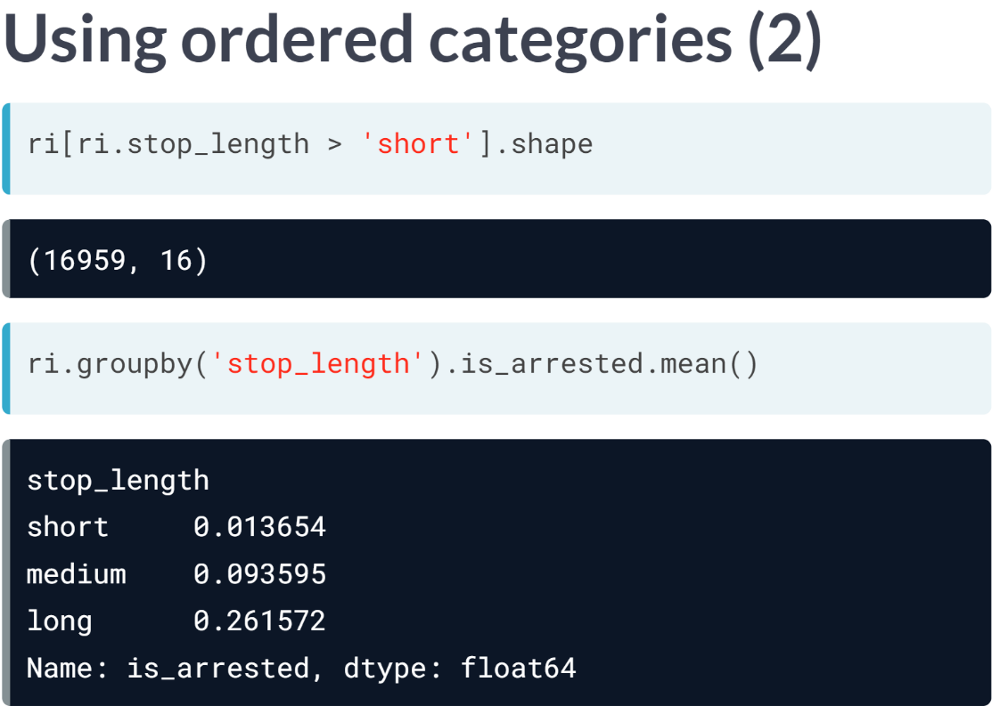 Using ordered categories (2)
ri[ri.stop_length > 'short'].shape
(16959, 16)
ri.groupby('stop_length').is_arrested.mean()
stop_length
short     0.013654
medium    0.093595
long      0.261572
Name: is_arrested, dtype: float64